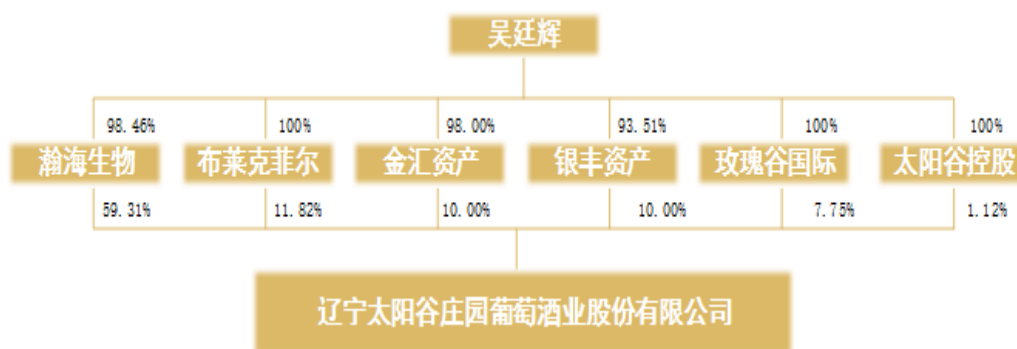 吴廷辉
98.46% 100% 98.00% 93.51% 100% 100%
瀚海生物 布莱克菲尔 金汇资产 银丰资产 玫瑰谷国际 太阳谷控股
59.31% 11.82% 10.00% 10.00% 7.75% 1.12%
辽宁太阳谷庄园葡萄酒业股份有限公司